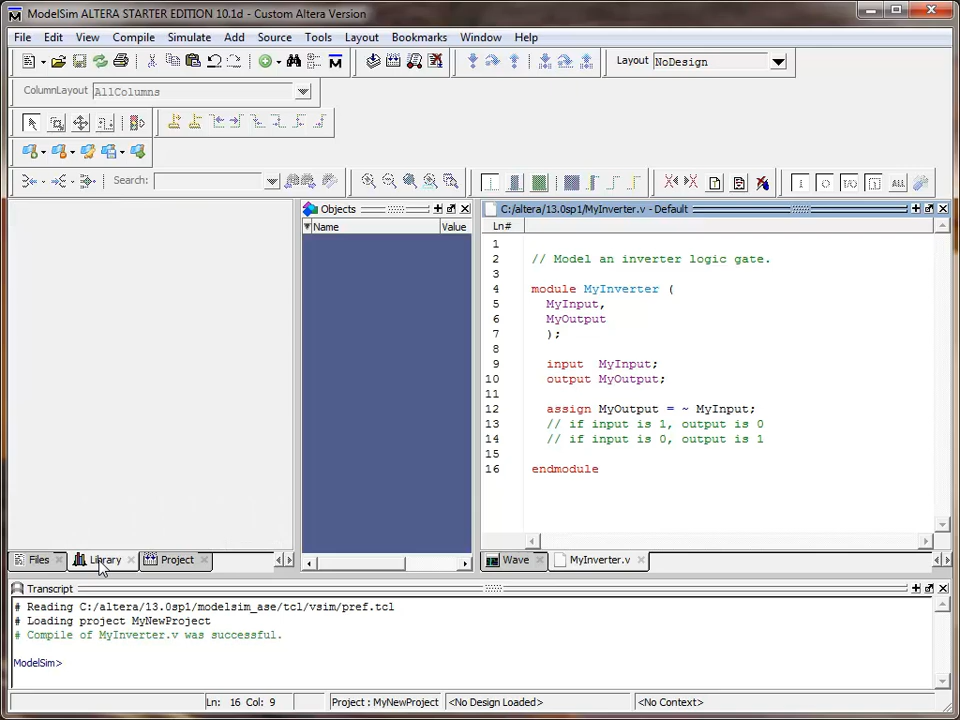 ModelSim ALTERA STARTER EDITION 10.1d - Custom Altera Version
File Edit View Compile Simulate Add Source Tools Layout Bookmarks Window Help
Layout NoDesign
ColumnLayout AllColumns
Search:
Objects
Name Value
C:/altera/13.0sp1/MyInverter.v - Default
Ln#
1
2 // Model an inverter logic gate.
3
4 module MyInverter (
5 MyInput,
6 MyOutput
7 );
8
9 input MyInput;
10 output MyOutput;
11
12 assign MyOutput = ~ MyInput;
13 // if input is 1, output is 0
14 // if input is 0, output is 1
15
16 endmodule
Files Library Project
Wave MyInverter.v
Transcript
# Reading C:/altera/13.0sp1/modelsim_ase/tcl/vsim/pref.tcl
# Loading project MyNewProject
# Compile of MyInverter.v was successful.
ModelSim>
Ln: 16 Col: 9 Project : MyNewProject <No Design Loaded> <No Context>